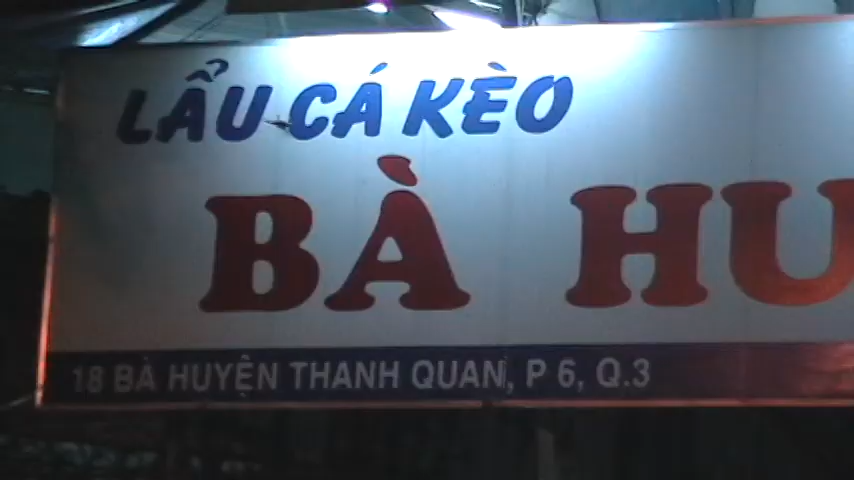 LẨU CÁ KÈO
BÀ HU
18 BÀ HUYỆN THANH QUAN, P 6, Q.3